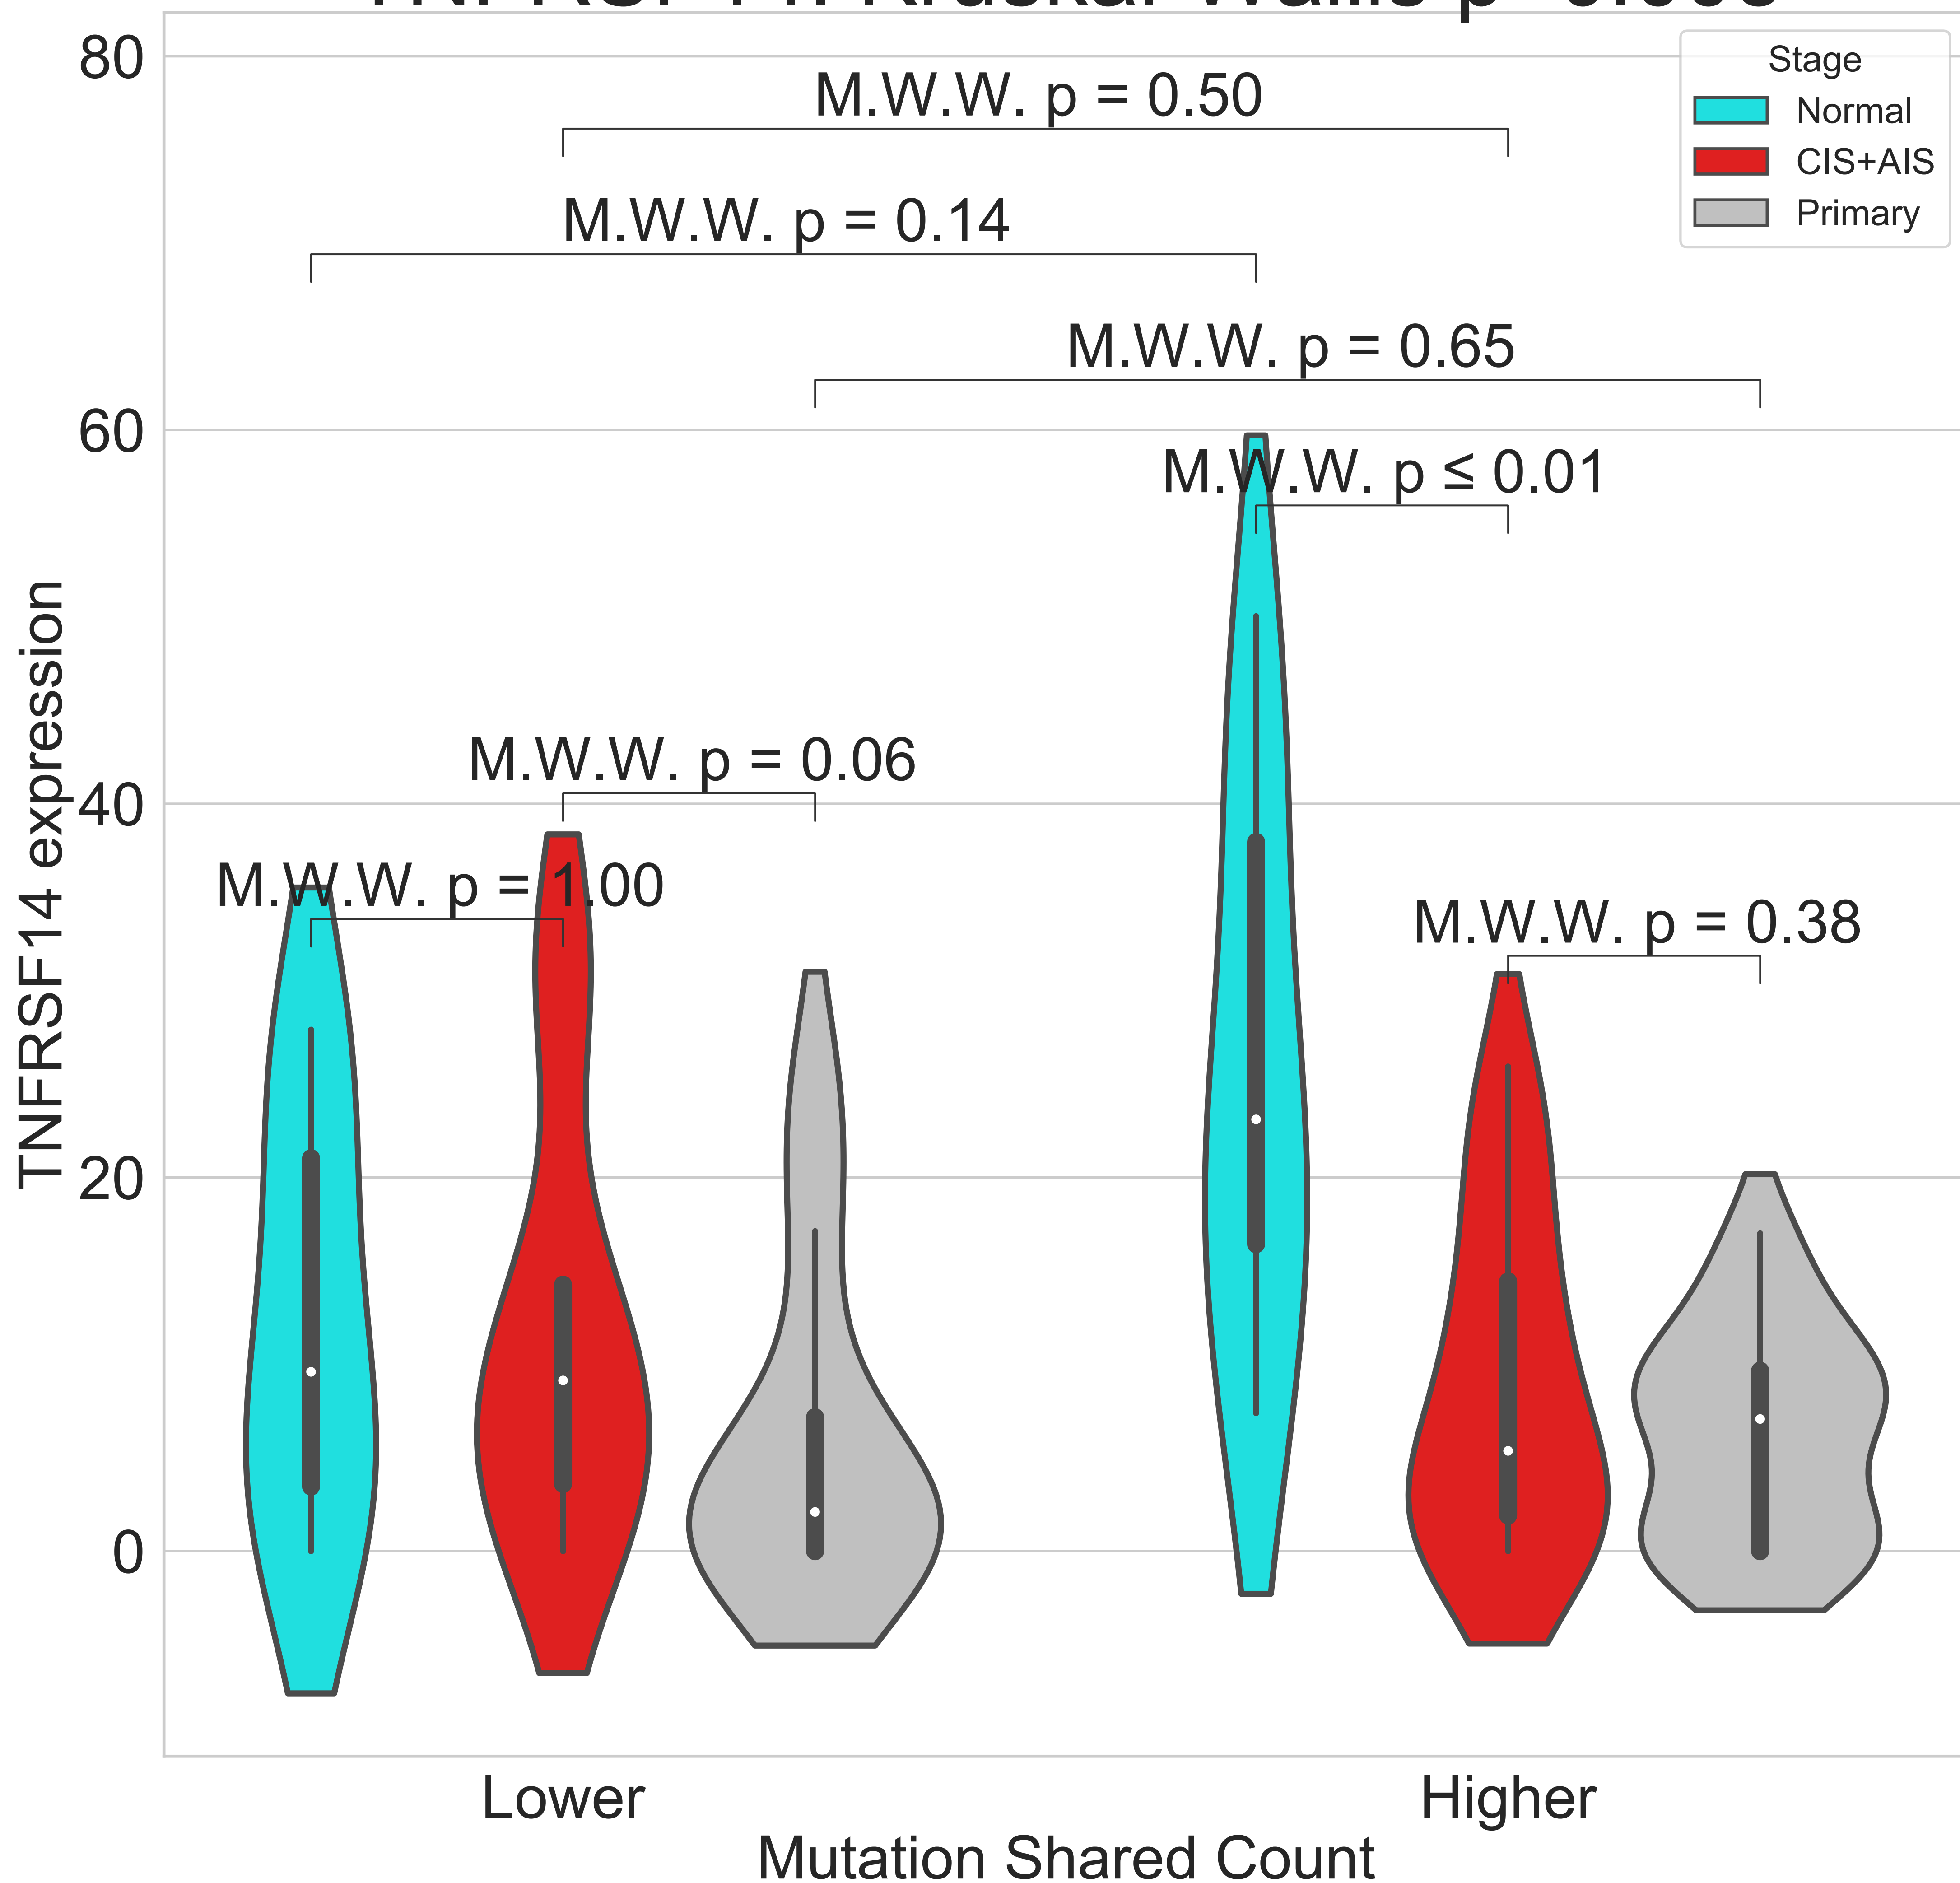 80
Stage
Normal
CIS+AIS
Primary
M.W.W. p = 0.50
M.W.W. p = 0.14
M.W.W. p = 0.65
60
M.W.W. p ≤ 0.01
M.W.W. p = 0.06
40
M.W.W. p = 1.00
M.W.W. p = 0.38
20
0
TNFRSF14 expression
Lower
Higher
Mutation Shared Count